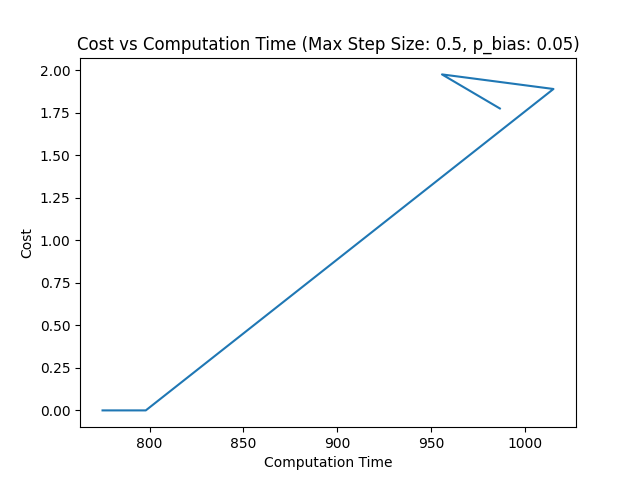 Cost vs Computation Time (Max Step Size: 0.5, p_bias: 0.05)
2.00
1.75
1.50
1.25
1.00
0.75
0.50
0.25
0.00
Cost
800 850 900 950 1000
Computation Time